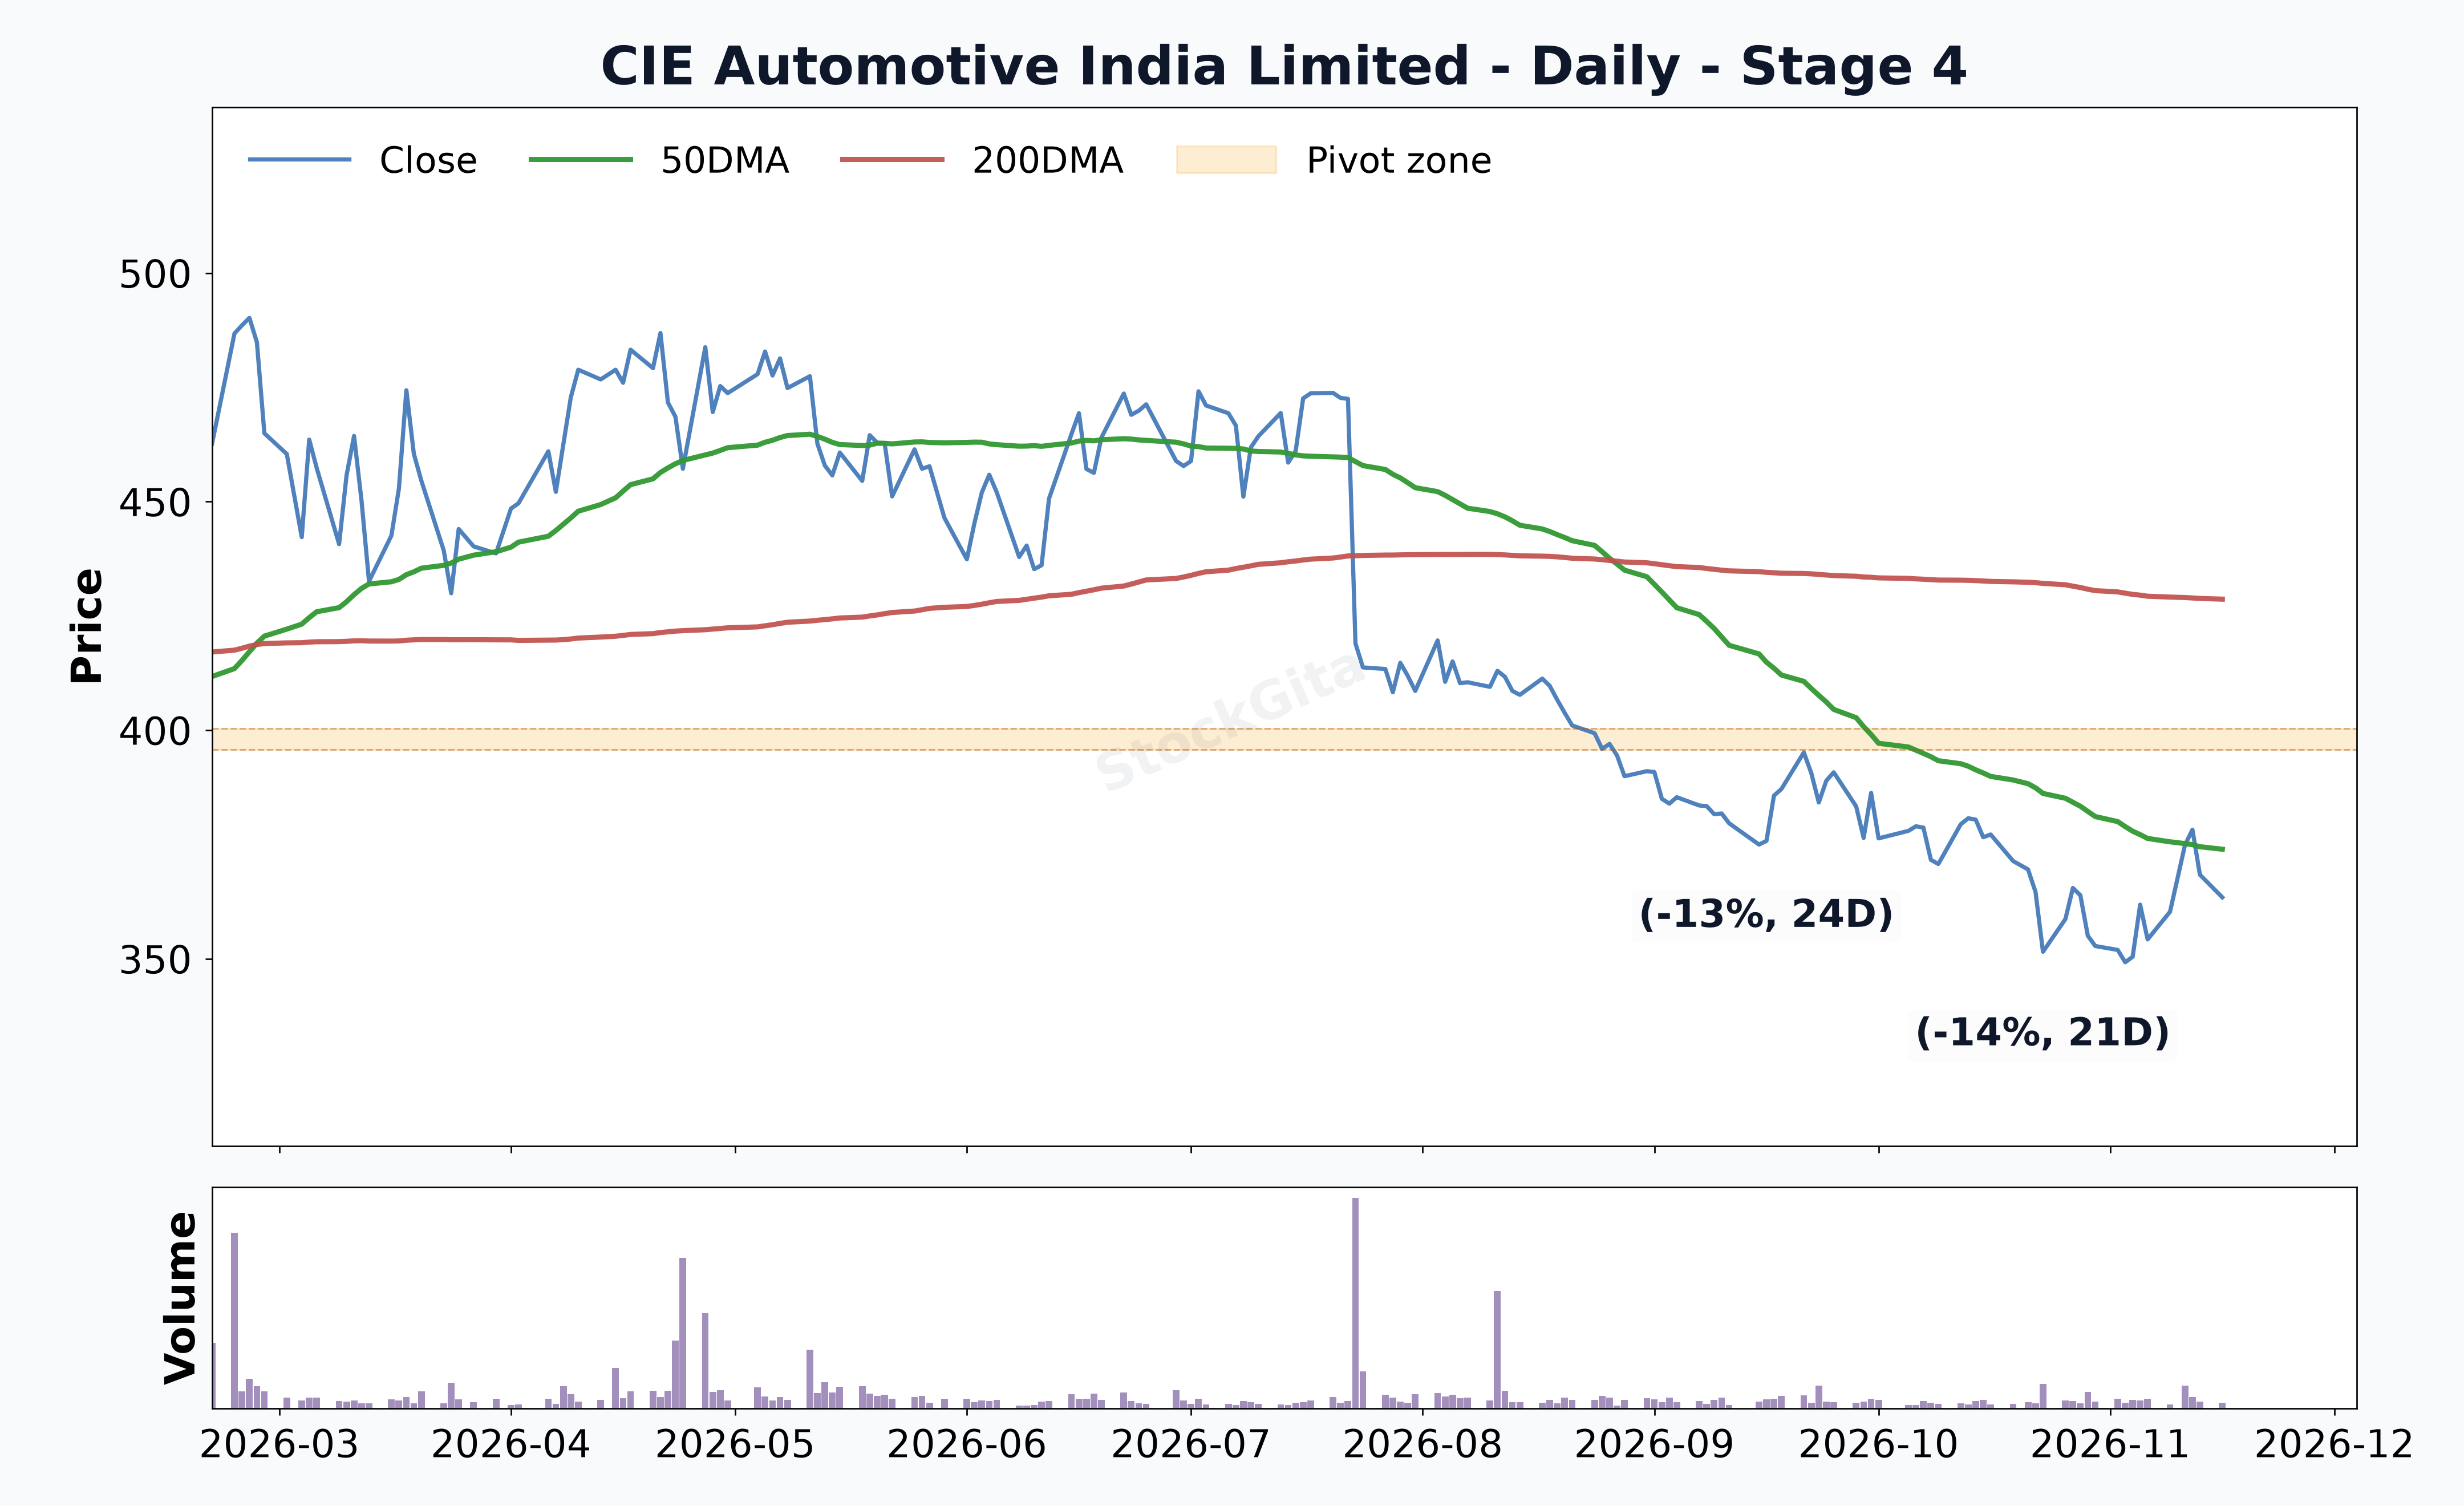 CIE Automotive India Limited - Daily - Stage 4
Close 50DMA 200DMA Pivot zone
Price
500
450
400
350
StockGita
(-13%, 24D)
(-14%, 21D)
Volume
2026-03 2026-04 2026-05 2026-06 2026-07 2026-08 2026-09 2026-10 2026-11 2026-12